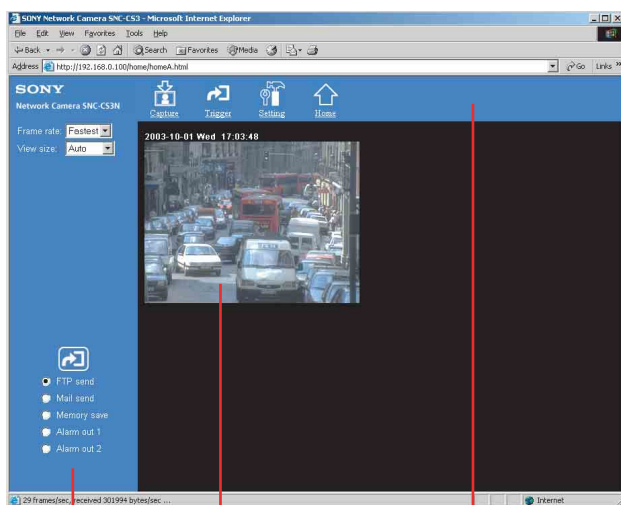 SONY Network Camera SNC-CS3 - Microsoft Internet Explorer
File Edit View Favorites Tools Help
Back Search Favorites Media
Address http://192.168.0.100/home/homeA.html Go Links »
SONY
Network Camera SNC-CS3N
Capture Trigger Setting Home
Frame rate: Fastest
View size: Auto
2003-10-01 Wed 17:03:48
FTP send
Mail send
Memory save
Alarm out 1
Alarm out 2
29 frames/sec, received 301994 bytes/sec ... Internet